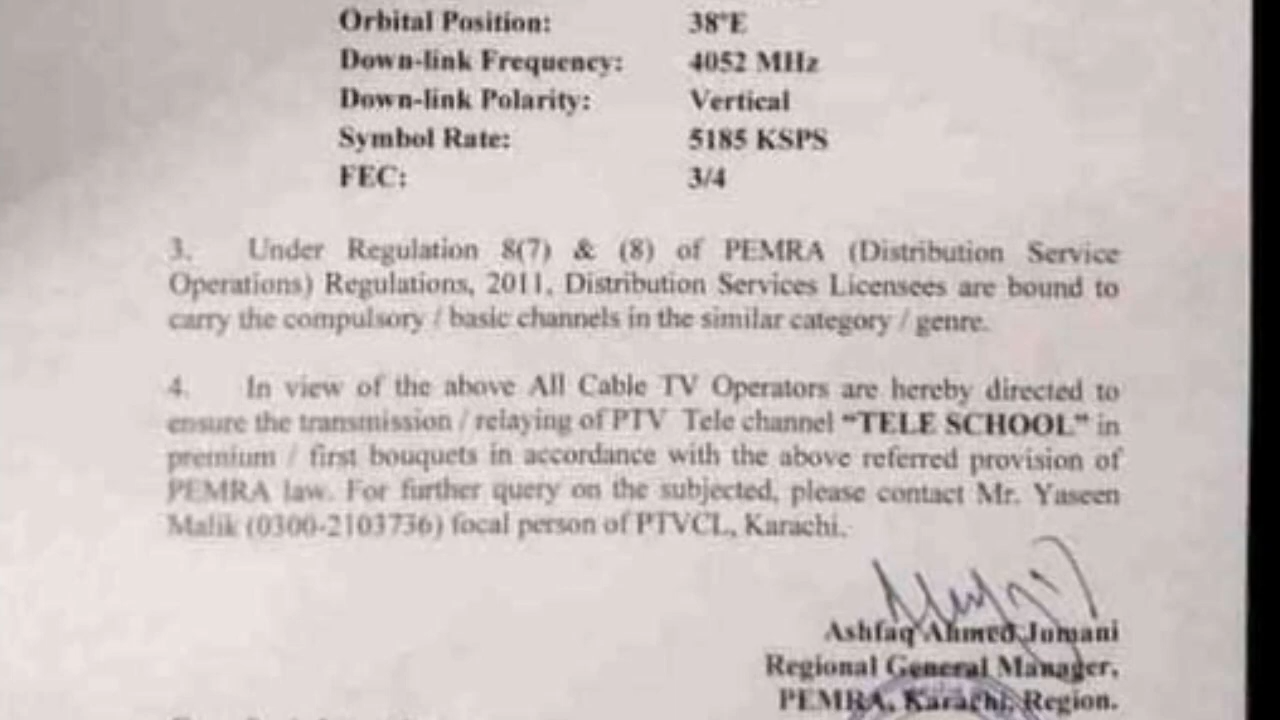 Orbital Position: 38°E
Down-link Frequency: 4052 MHz
Down-link Polarity: Vertical
Symbol Rate: 5185 KSPS
FEC: 3/4
3. Under Regulation 8(7) & (8) of PEMRA (Distribution Service
Operations) Regulations, 2011, Distribution Services Licensees are bound to
carry the compulsory / basic channels in the similar category / genre.
4. In view of the above All Cable TV Operators are hereby directed to
ensure the transmission / relaying of PTV Tele channel “TELE SCHOOL” in
premium / first bouquets in accordance with the above referred provision of
PEMRA law. For further query on the subjected, please contact Mr. Yaseen
Malik (0300-2103736) focal person of PTVCL, Karachi.
Ashfaq Ahmed Jumani
Regional General Manager,
PEMRA, Karachi, Region.